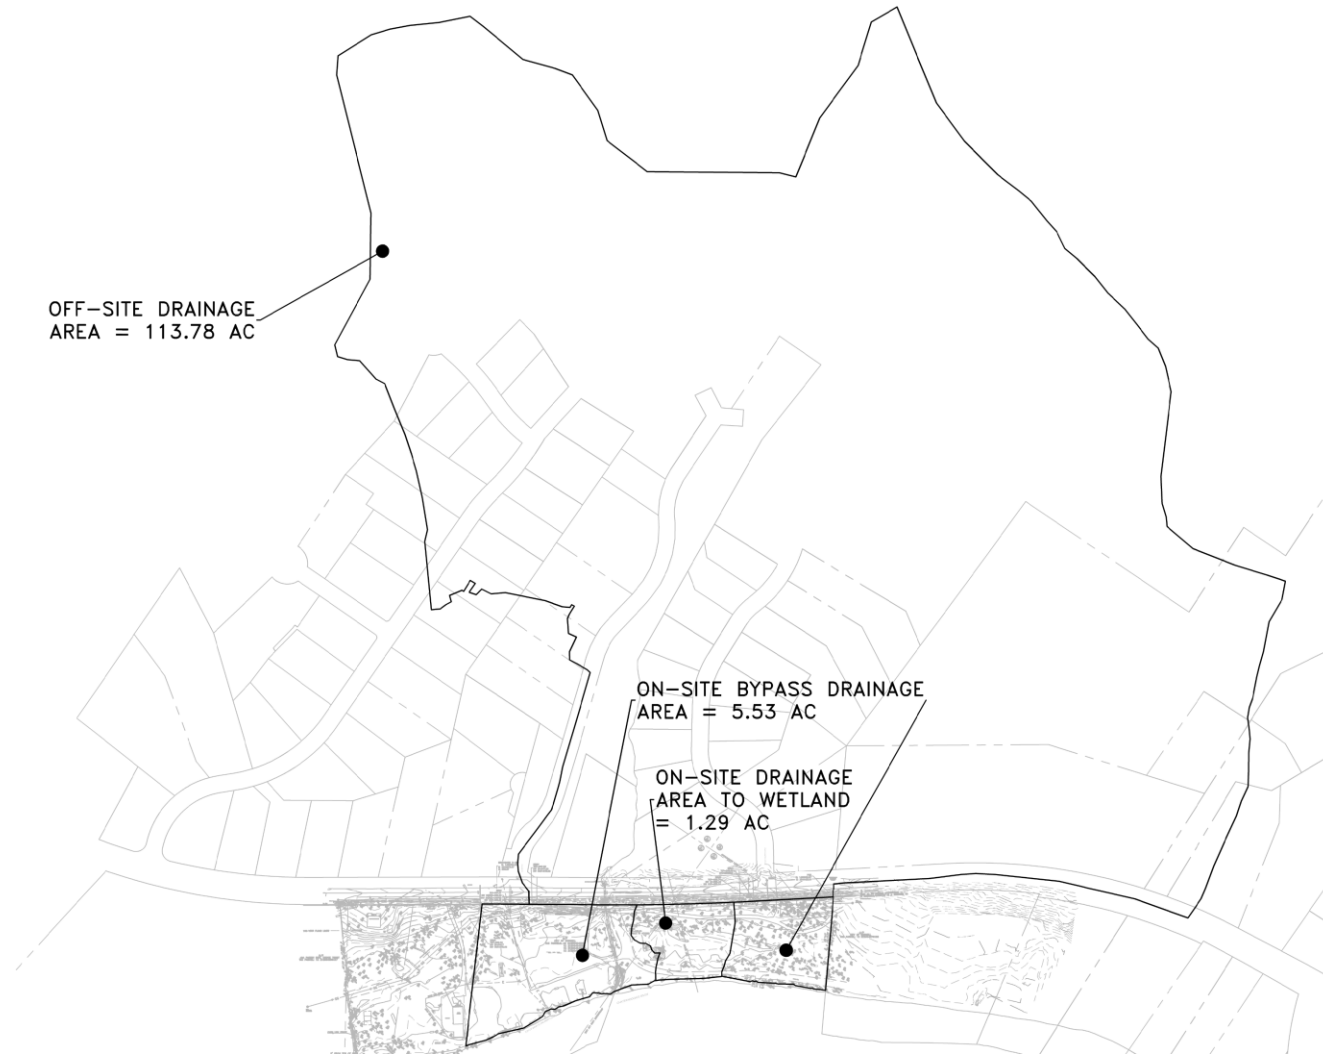 OFF-SITE DRAINAGE
AREA = 113.78 AC
ON-SITE BYPASS DRAINAGE
AREA = 5.53 AC
ON-SITE DRAINAGE
AREA TO WETLAND
= 1.29 AC